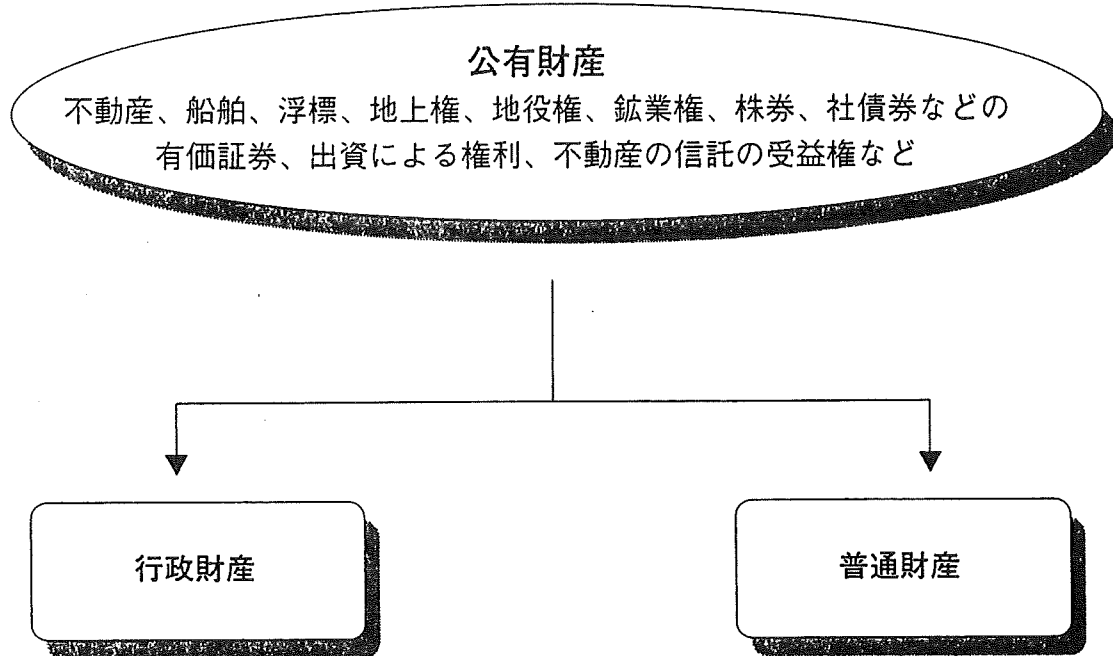 公有財産
不動産、船舶、浮標、地上権、地役権、鉱業権、株券、社債券などの
有価証券、出資による権利、不動産の信託の受益権など
行政財産
普通財産